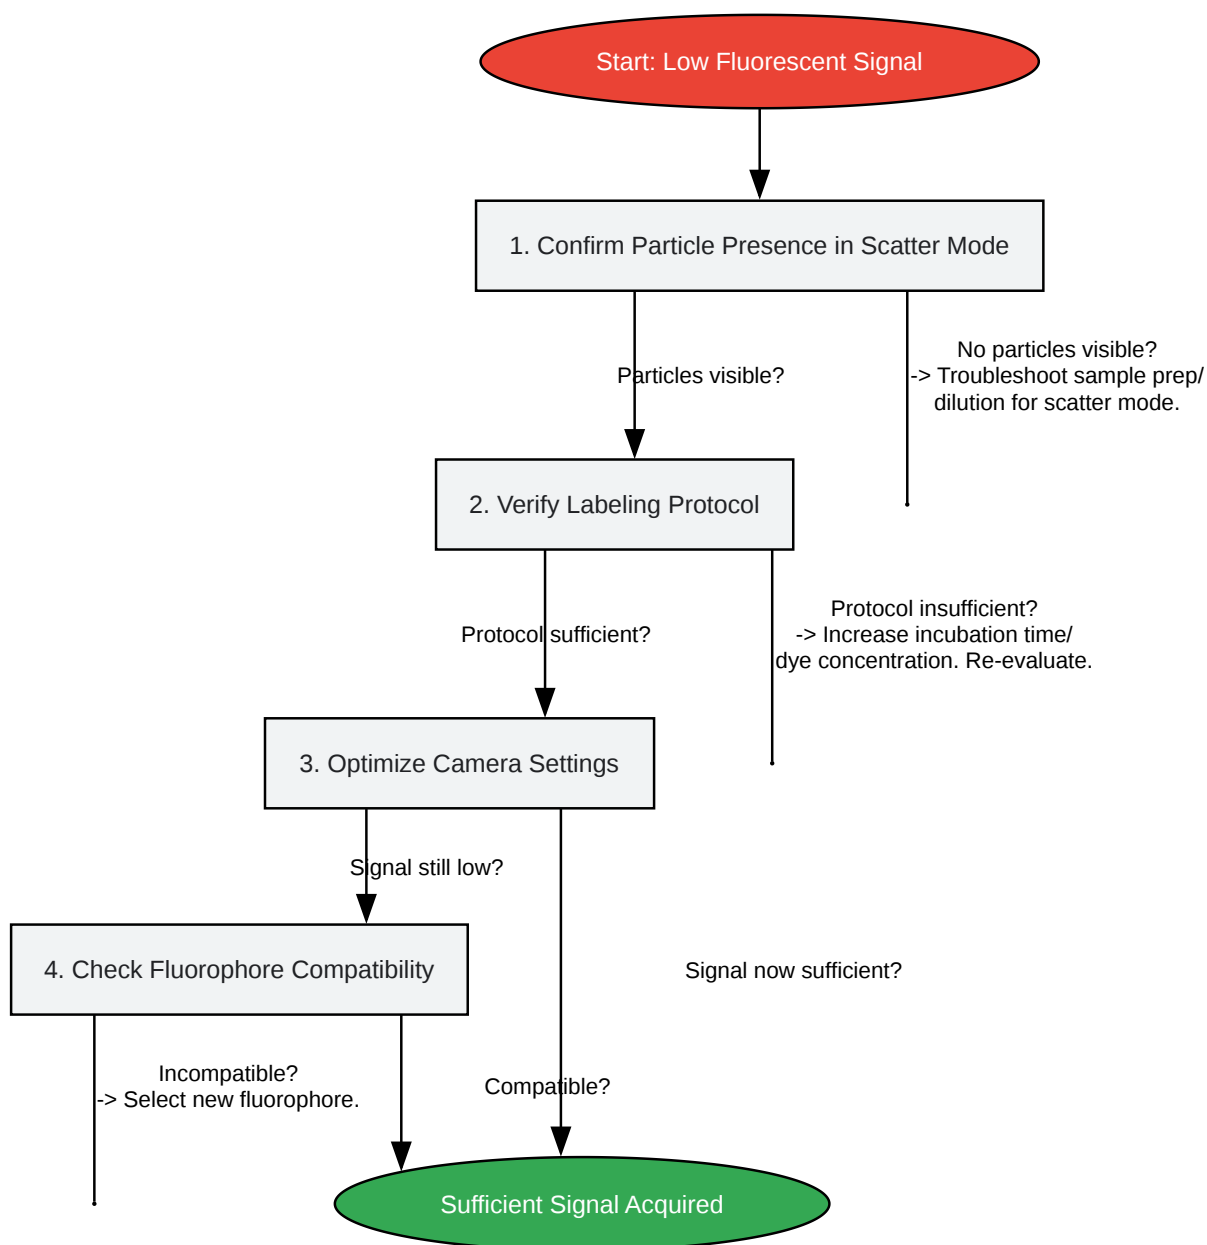 Start: Low Fluorescent Signal
1. Confirm Particle Presence in Scatter Mode
Particles visible?
No particles visible?
-> Troubleshoot sample prep/
dilution for scatter mode.
2. Verify Labeling Protocol
Protocol sufficient?
Protocol insufficient?
-> Increase incubation time/
dye concentration. Re-evaluate.
3. Optimize Camera Settings
Signal still low?
Signal now sufficient?
4. Check Fluorophore Compatibility
Incompatible?
-> Select new fluorophore.
Compatible?
Sufficient Signal Acquired